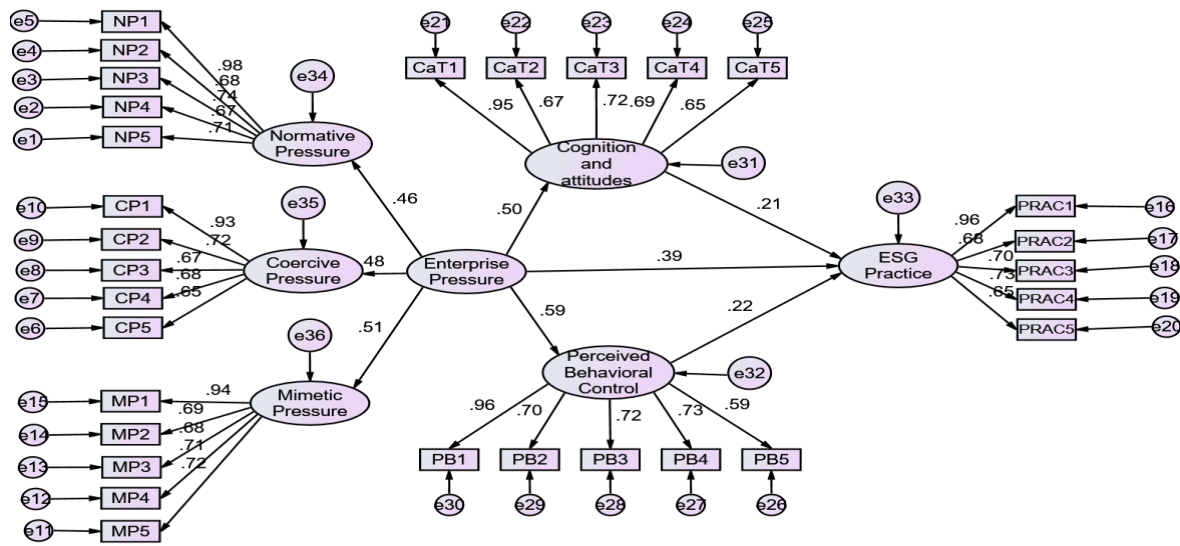 e5
NP1
e4
NP2
e3
NP3
e2
NP4
e1
NP5
.98
.68
.74
.67
.71
e34
Normative
Pressure
e10
CP1
e9
CP2
e8
CP3
e7
CP4
e6
CP5
.93
.72
.67
.68
.65
e35
Coercive
Pressure
e15
MP1
e14
MP2
e13
MP3
e12
MP4
e11
MP5
.94
.69
.68
.71
.72
e36
Mimetic
Pressure
.46
48
.51
Enterprise
Pressure
.50
.39
.59
e21
e22
e23
e24
e25
CaT1
CaT2
CaT3
CaT4
CaT5
.95
.67
.72
.69
.65
Cognition
and
attitudes
e31
.21
.22
Perceived
Behavioral
Control
e32
.96
.70
.72
.73
.59
PB1
PB2
PB3
PB4
PB5
e30
e29
e28
e27
e26
e33
ESG
Practice
.96
.68
.70
.73
.65
PRAC1
e16
PRAC2
e17
PRAC3
e18
PRAC4
e19
PRAC5
e20